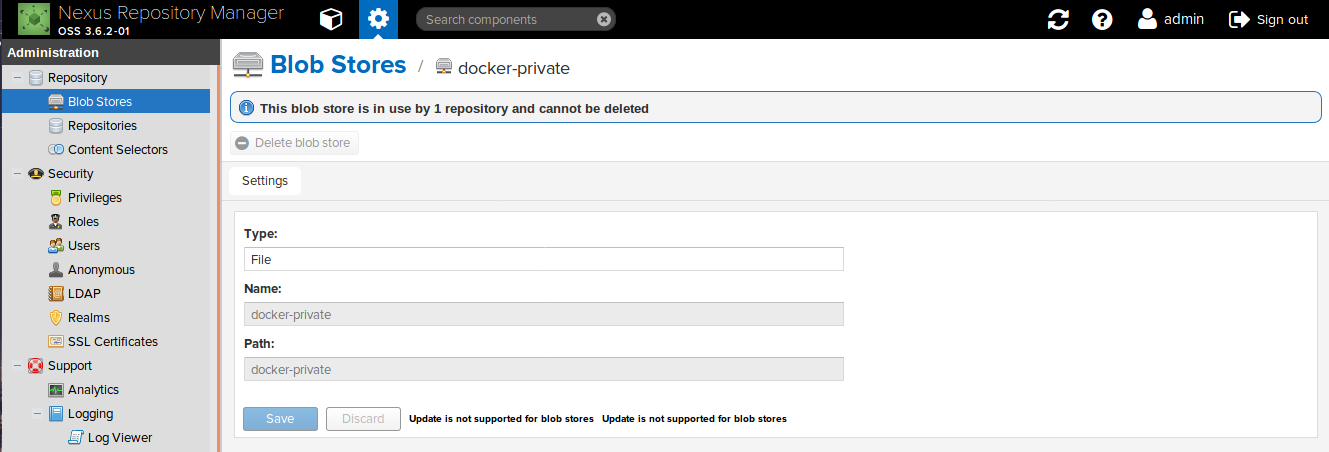 Nexus Repository Manager
OSS 3.6.2-01
Search components
admin
Sign out
Administration
Repository
Blob Stores
Repositories
Content Selectors
Security
Privileges
Roles
Users
Anonymous
LDAP
Realms
SSL Certificates
Support
Analytics
Logging
Log Viewer
Blob Stores / docker-private
This blob store is in use by 1 repository and cannot be deleted
Delete blob store
Settings
Type:
File
Name:
docker-private
Path:
docker-private
Save Discard Update is not supported for blob stores Update is not supported for blob stores